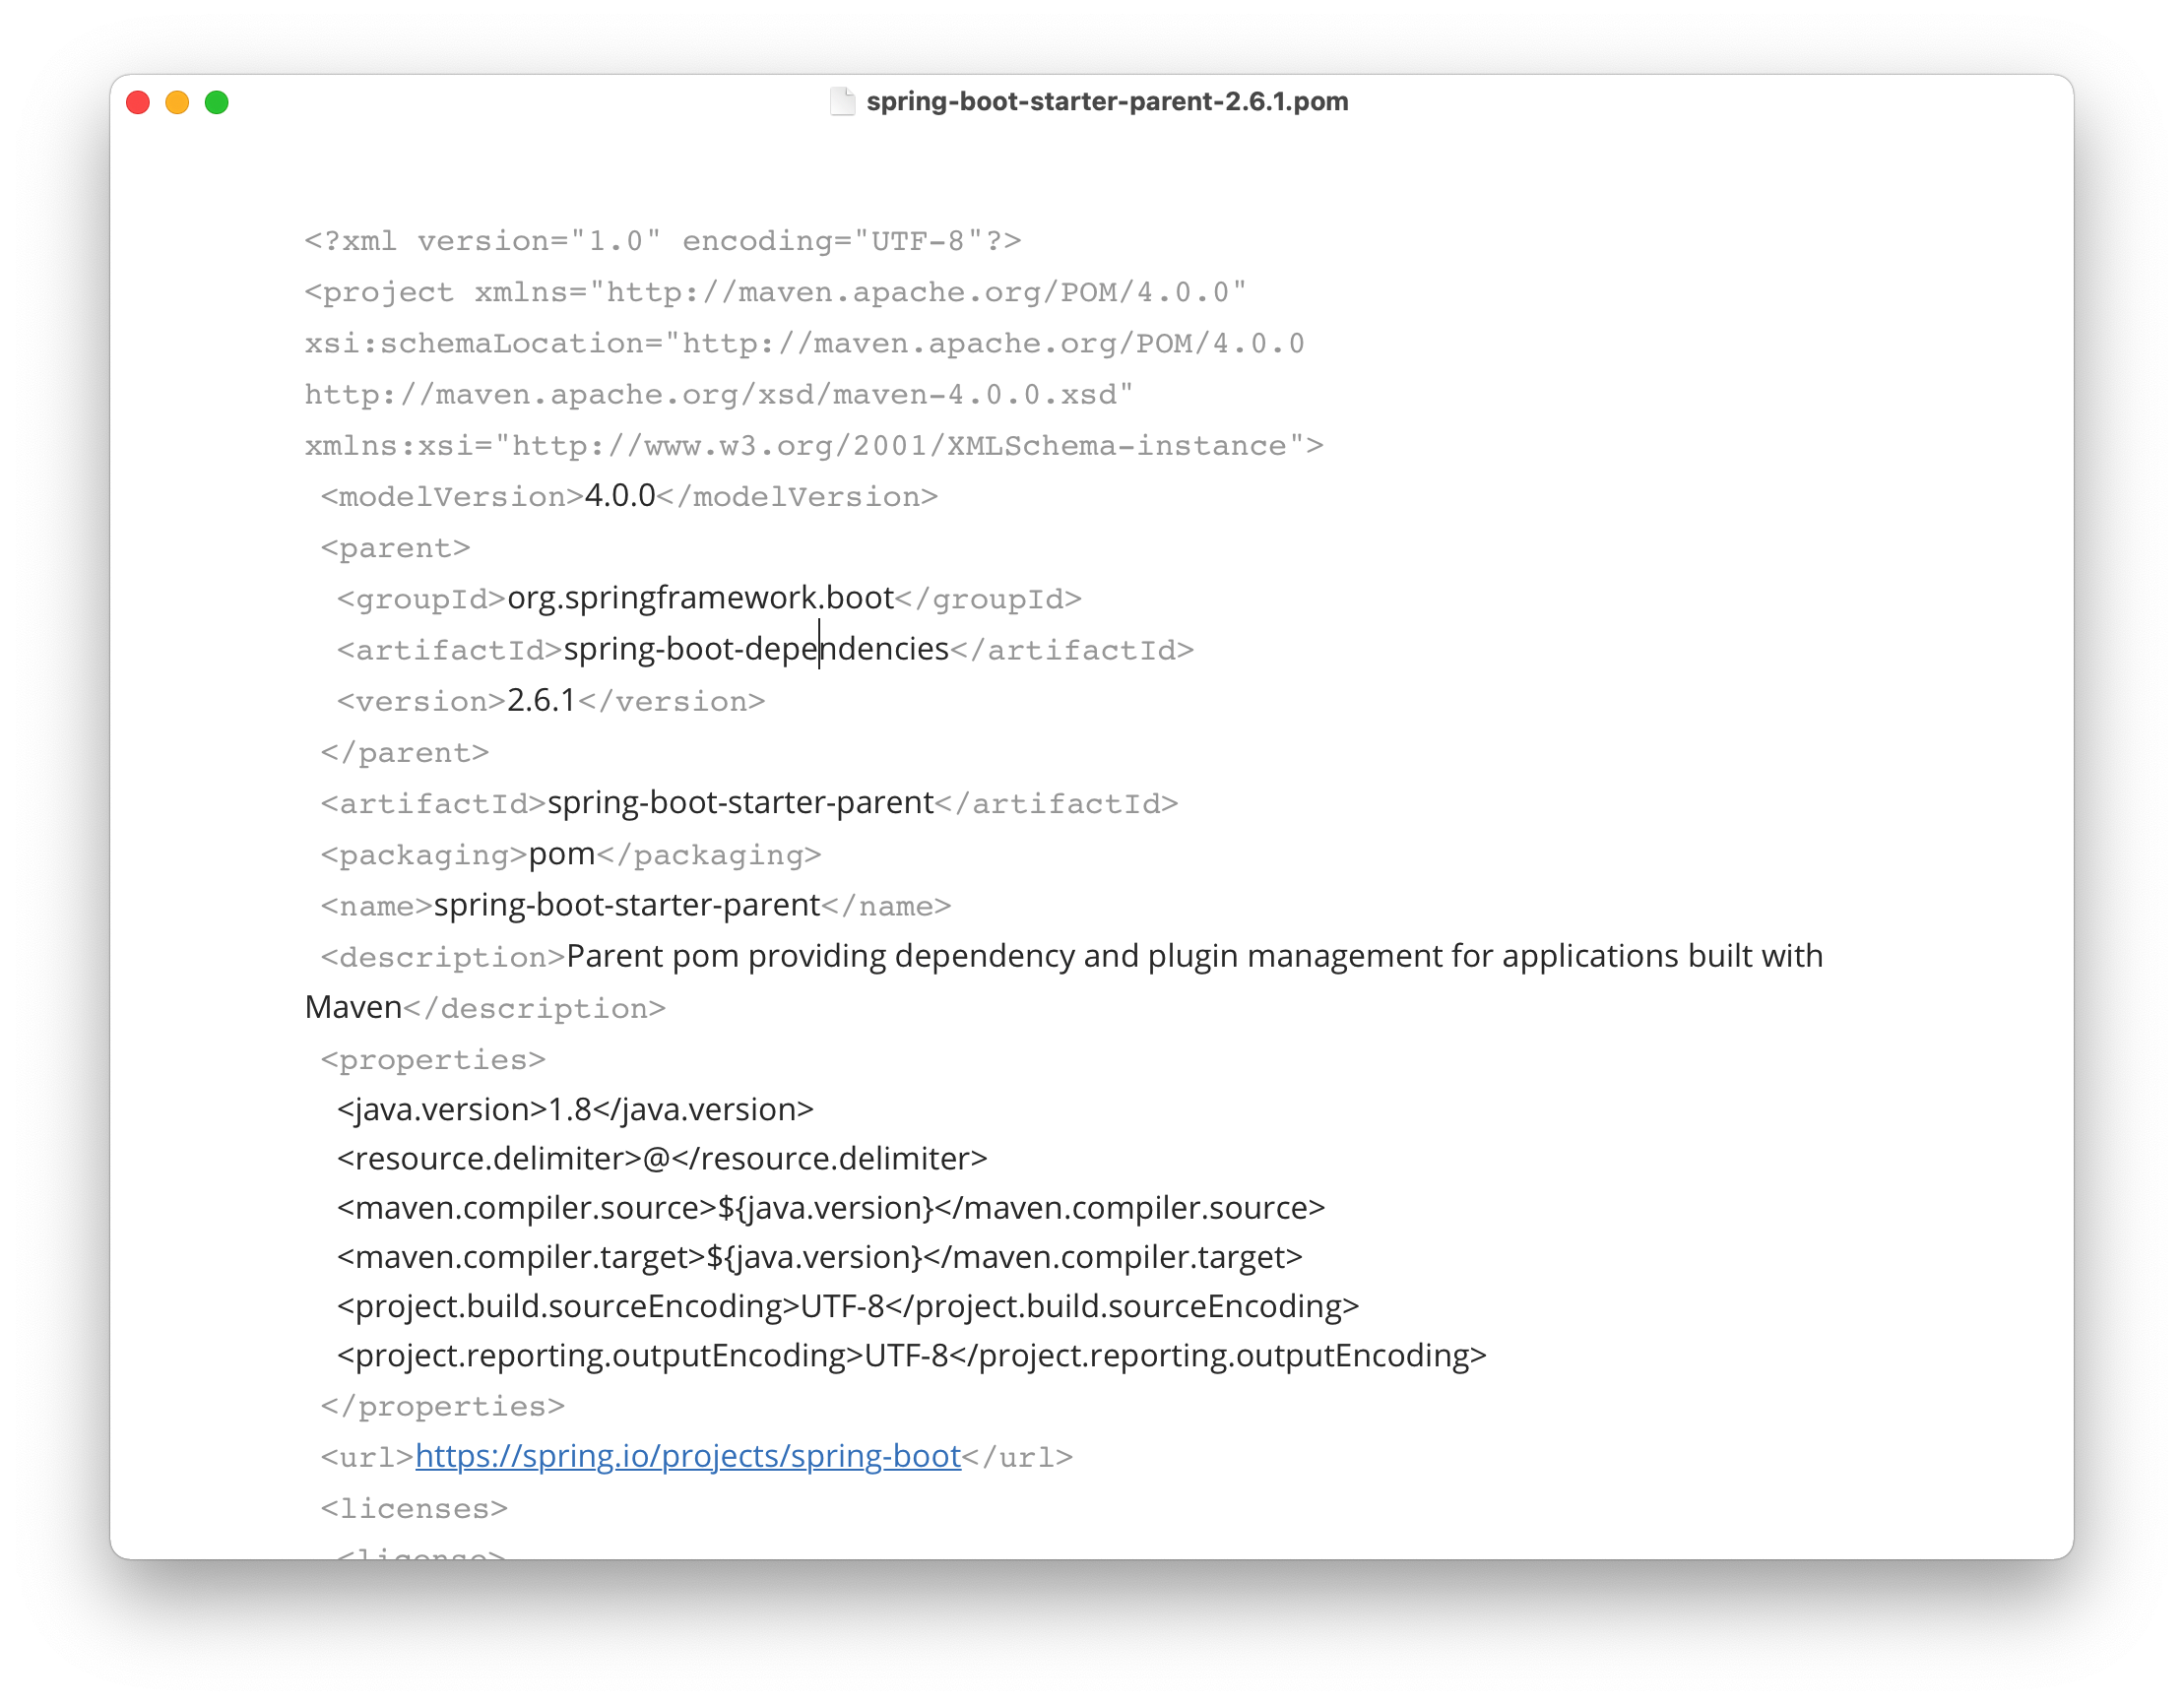 spring-boot-starter-parent-2.6.1.pom
<?xml version="1.0" encoding="UTF-8"?>
<project xmlns="http://maven.apache.org/POM/4.0.0"
xsi:schemaLocation="http://maven.apache.org/POM/4.0.0
http://maven.apache.org/xsd/maven-4.0.0.xsd"
xmlns:xsi="http://www.w3.org/2001/XMLSchema-instance">
<modelVersion>4.0.0</modelVersion>
<parent>
<groupId>org.springframework.boot</groupId>
<artifactId>spring-boot-dependencies</artifactId>
<version>2.6.1</version>
</parent>
<artifactId>spring-boot-starter-parent</artifactId>
<packaging>pom</packaging>
<name>spring-boot-starter-parent</name>
<description>Parent pom providing dependency and plugin management for applications built with
Maven</description>
<properties>
<java.version>1.8</java.version>
<resource.delimiter>@</resource.delimiter>
<maven.compiler.source>${java.version}</maven.compiler.source>
<maven.compiler.target>${java.version}</maven.compiler.target>
<project.build.sourceEncoding>UTF-8</project.build.sourceEncoding>
<project.reporting.outputEncoding>UTF-8</project.reporting.outputEncoding>
</properties>
<url>https://spring.io/projects/spring-boot</url>
<licenses>
<license>